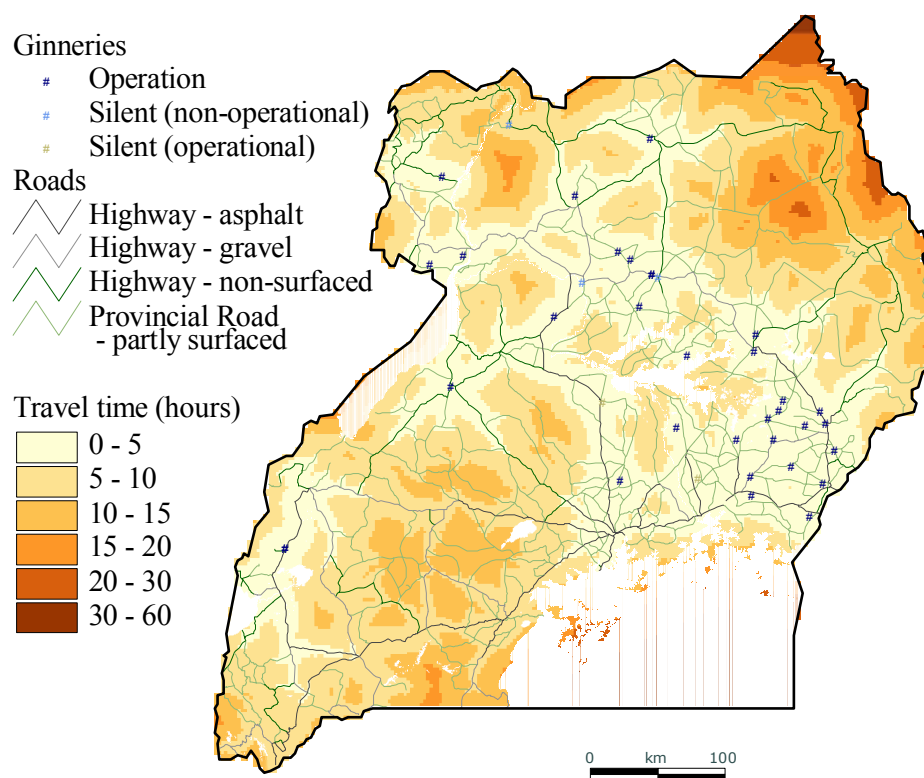 Ginneries
# Operation
# Silent (non-operational)
# Silent (operational)
Roads
Highway - asphalt
Highway - gravel
Highway - non-surfaced
Provincial Road
- partly surfaced
Travel time (hours)
0 - 5
5 - 10
10 - 15
15 - 20
20 - 30
30 - 60
0 km 100